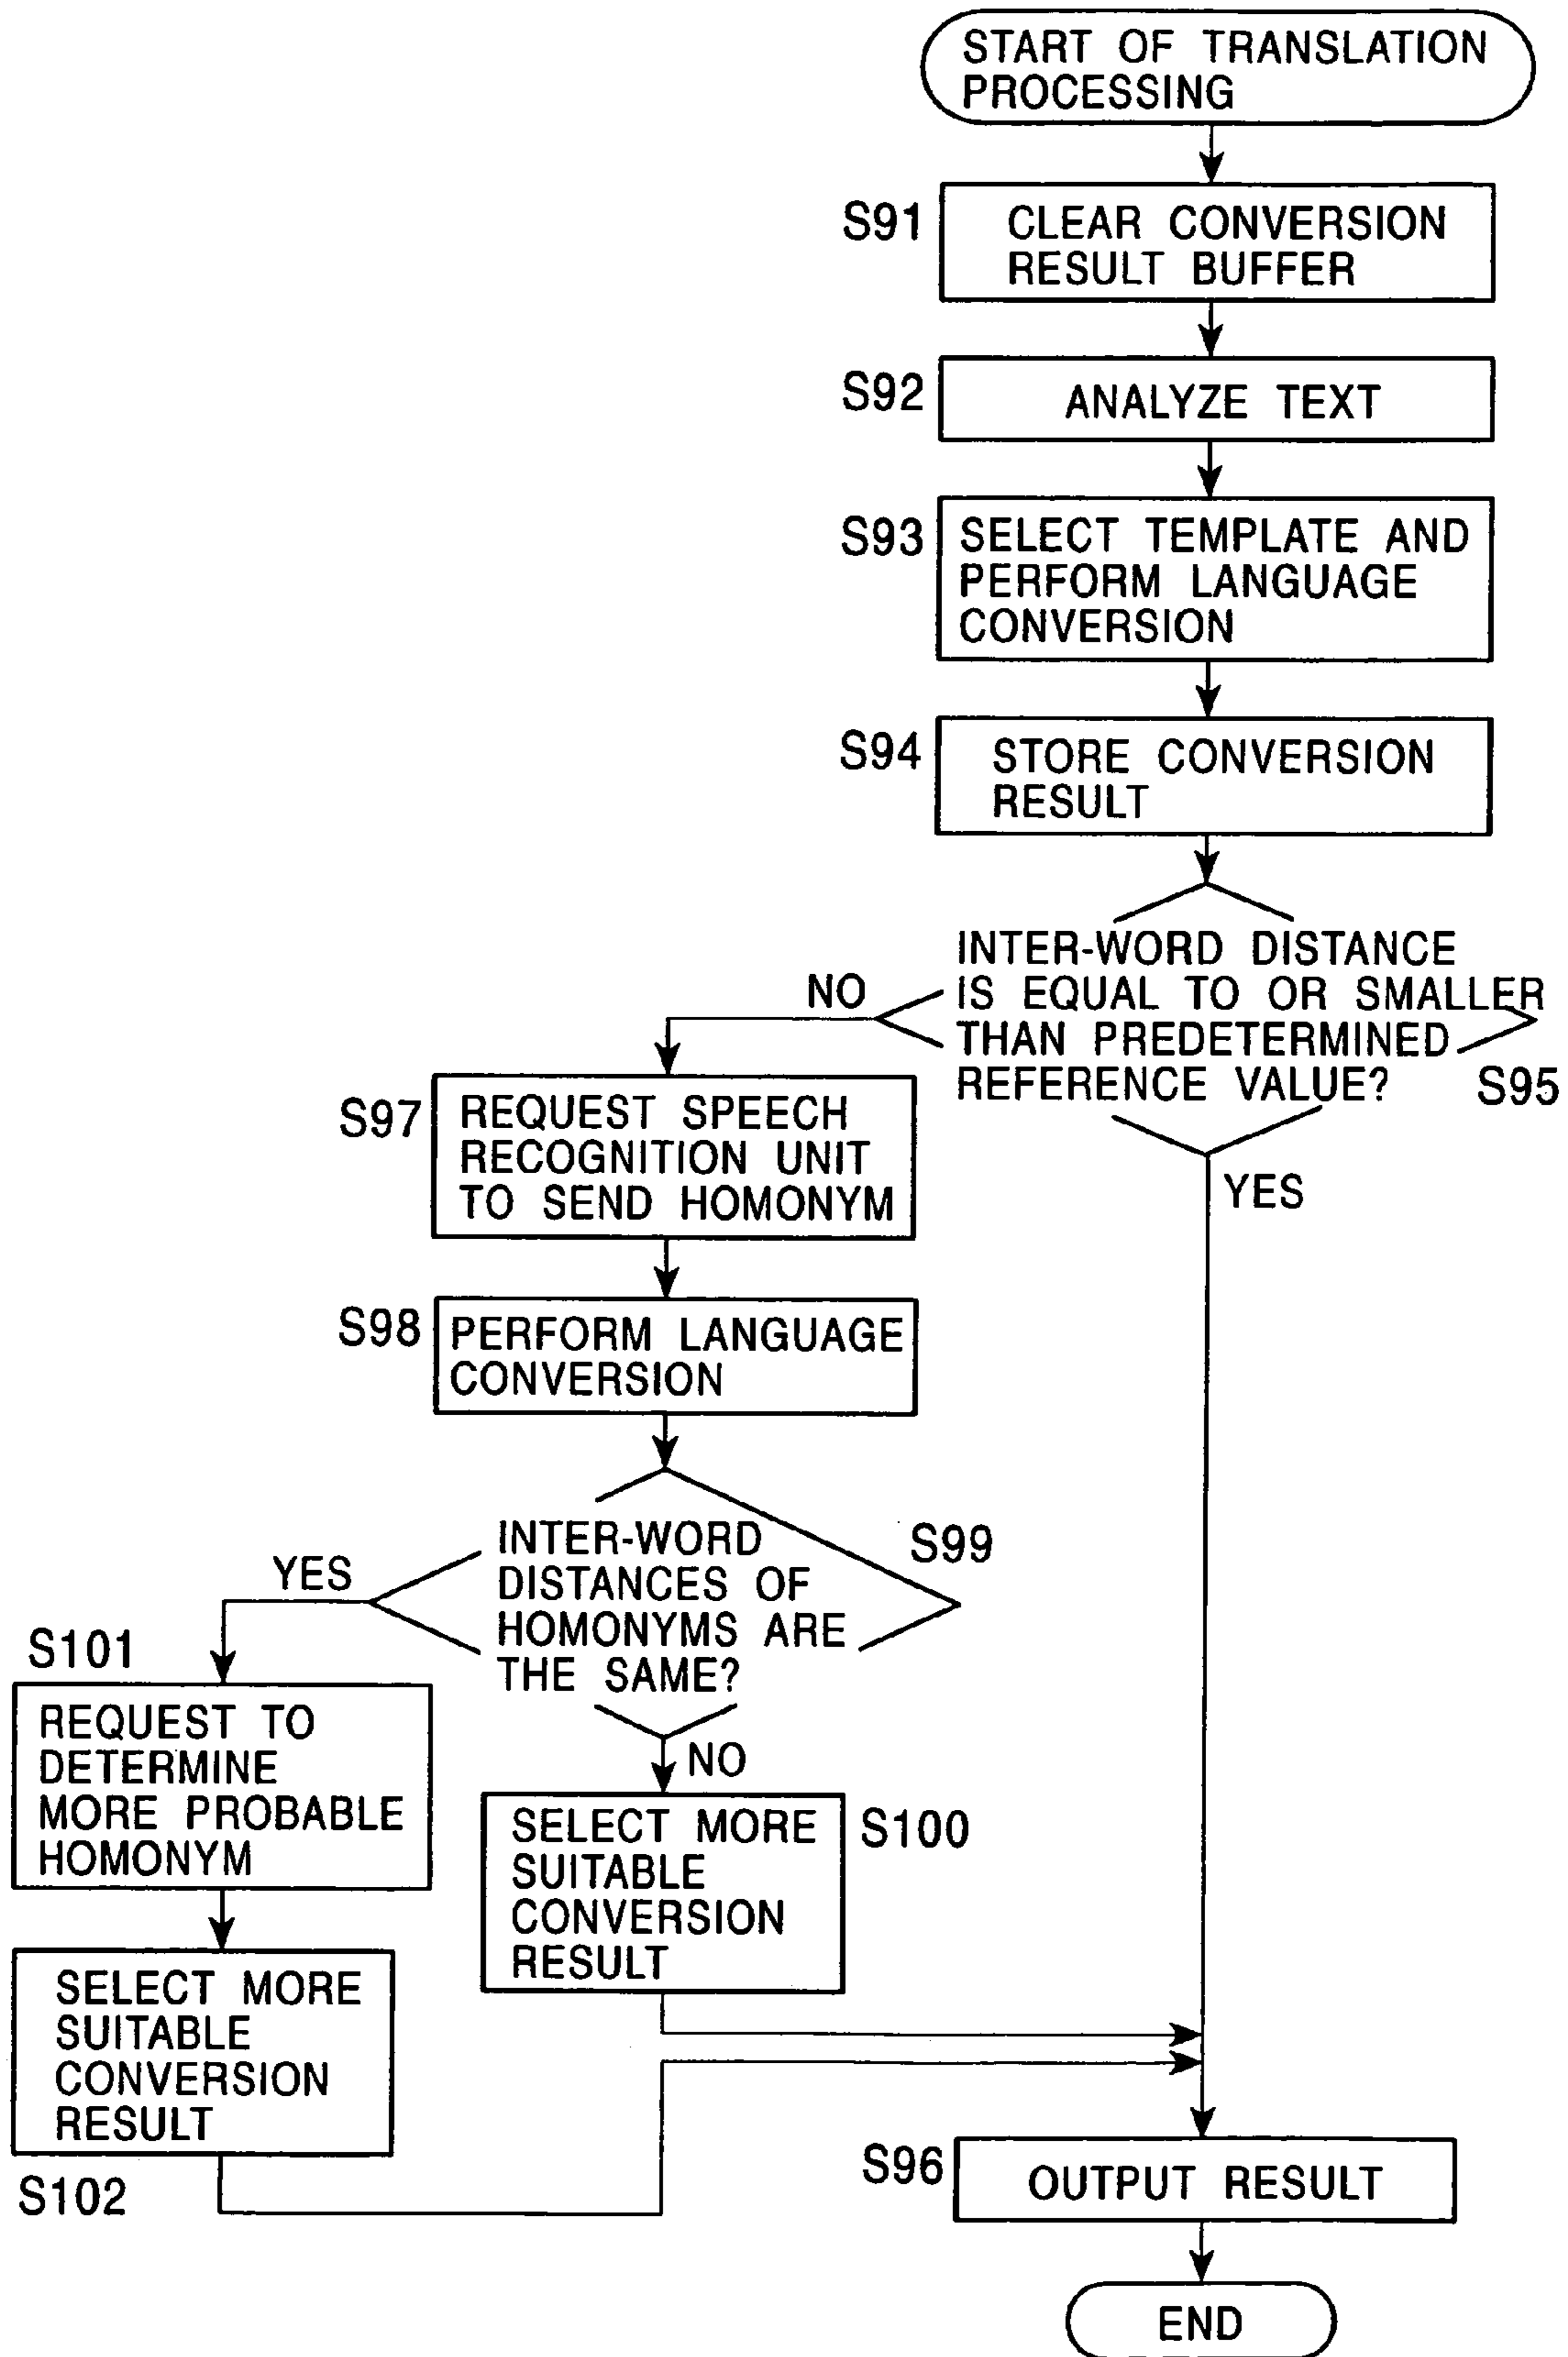 START OF TRANSLATION
PROCESSING
S91
CLEAR CONVERSION
RESULT BUFFER
S92
ANALYZE TEXT
S93
SELECT TEMPLATE AND
PERFORM LANGUAGE
CONVERSION
S94
STORE CONVERSION
RESULT
INTER-WORD DISTANCE
IS EQUAL TO OR SMALLER
THAN PREDETERMINED
REFERENCE VALUE?
S95
NO
YES
S97
REQUEST SPEECH
RECOGNITION UNIT
TO SEND HOMONYM
S98
PERFORM LANGUAGE
CONVERSION
S99
INTER-WORD
DISTANCES OF
HOMONYMS ARE
THE SAME?
YES
NO
S101
REQUEST TO
DETERMINE
MORE PROBABLE
HOMONYM
S100
SELECT MORE
SUITABLE
CONVERSION
RESULT
SELECT MORE
SUITABLE
CONVERSION
RESULT
S102
S96
OUTPUT RESULT
END